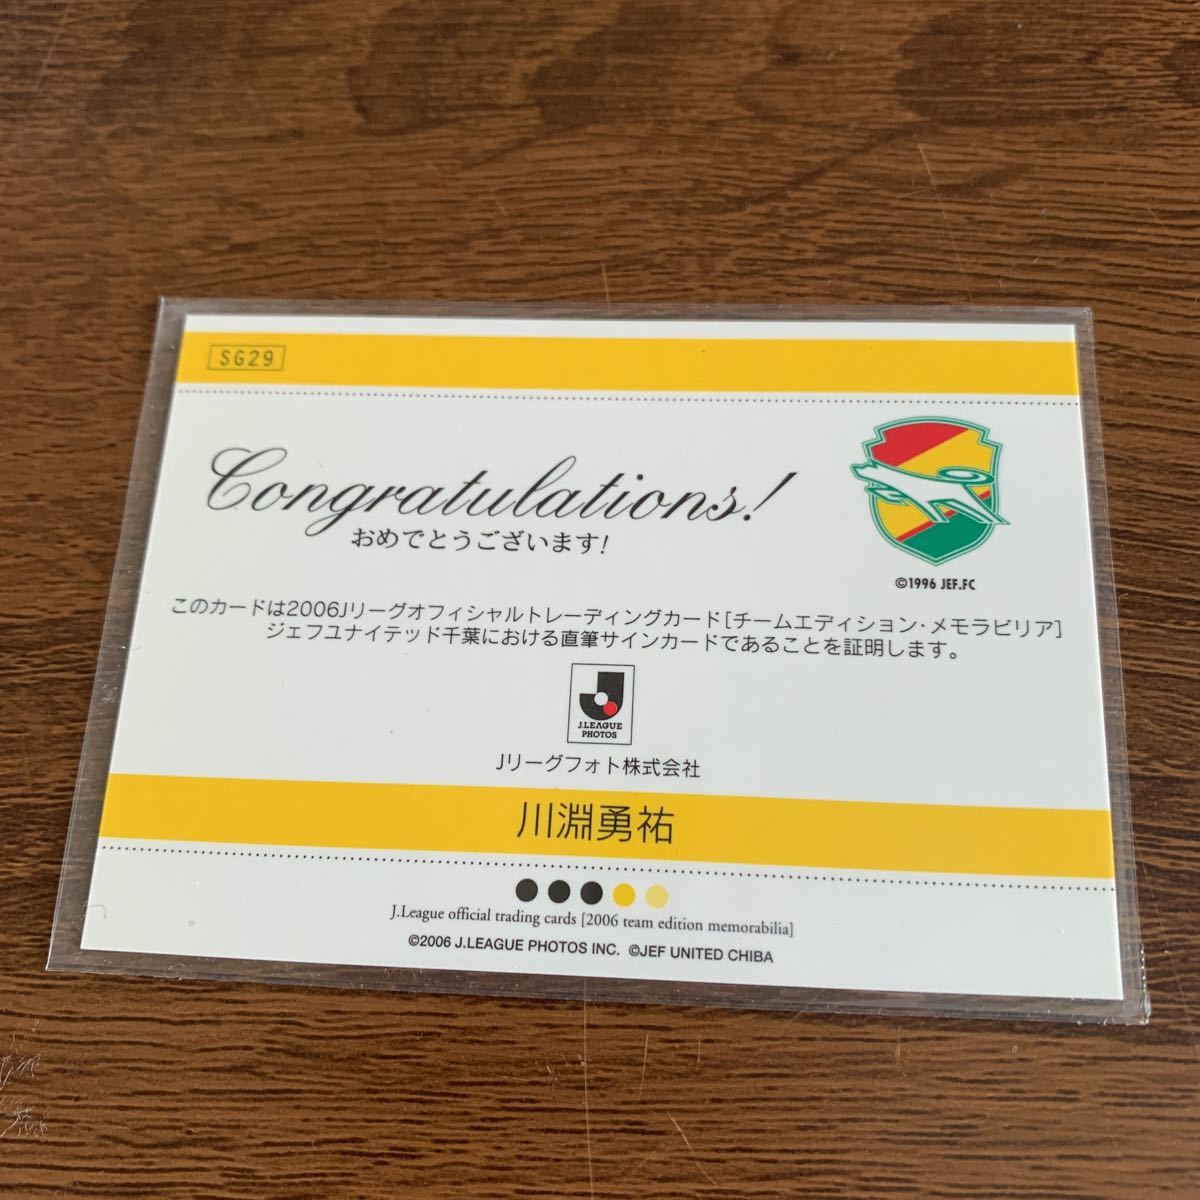 SG29
Congratulations!
おめでとうございます!
©1996 JEF.FC
このカードは2006Jリーグオフィシャルトレーディングカード[チームエディション・メモラビリア]
ジェフユナイテッド千葉における直筆サインカードであることを証明します。
J.LEAGUE
PHOTOS
Jリーグフォト株式会社
川淵勇祐
J.League official trading cards [2006 team edition memorabilia]
©2006 J.LEAGUE PHOTOS INC. ©JEF UNITED CHIBA